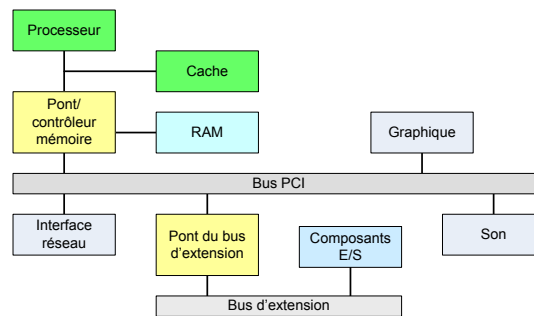 Processeur
Cache
Pont/
contrôleur
mémoire
RAM
Graphique
Bus PCI
Interface
réseau
Pont du bus
d'extension
Composants
E/S
Son
Bus d'extension